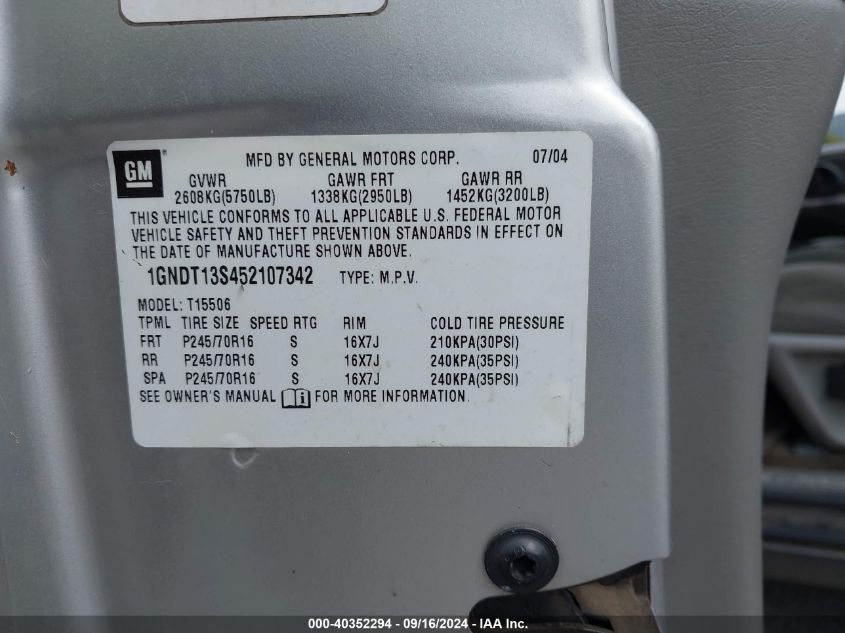 GM
MFD BY GENERAL MOTORS CORP. 07/04
GVWR GAWR FRT GAWR RR
2608KG(5750LB) 1338KG(2950LB) 1452KG(3200LB)
THIS VEHICLE CONFORMS TO ALL APPLICABLE U.S. FEDERAL MOTOR
VEHICLE SAFETY AND THEFT PREVENTION STANDARDS IN EFFECT ON
THE DATE OF MANUFACTURE SHOWN ABOVE.
1GNDT13S452107342 TYPE: M.P.V.
MODEL: T15506
TPML TIRE SIZE SPEED RTG RIM COLD TIRE PRESSURE
FRT P245/70R16 S 16X7J 210KPA(30PSI)
RR P245/70R16 S 16X7J 240KPA(35PSI)
SPA P245/70R16 S 16X7J 240KPA(35PSI)
SEE OWNER'S MANUAL i FOR MORE INFORMATION.
000-40352294 - 09/16/2024 - IAA Inc.